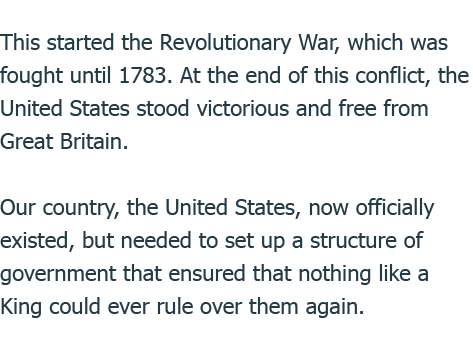 This started the Revolutionary War, which was
fought until 1783. At the end of this conflict, the
United States stood victorious and free from
Great Britain.
Our country, the United States, now officially
existed, but needed to set up a structure of
government that ensured that nothing like a
King could ever rule over them again.